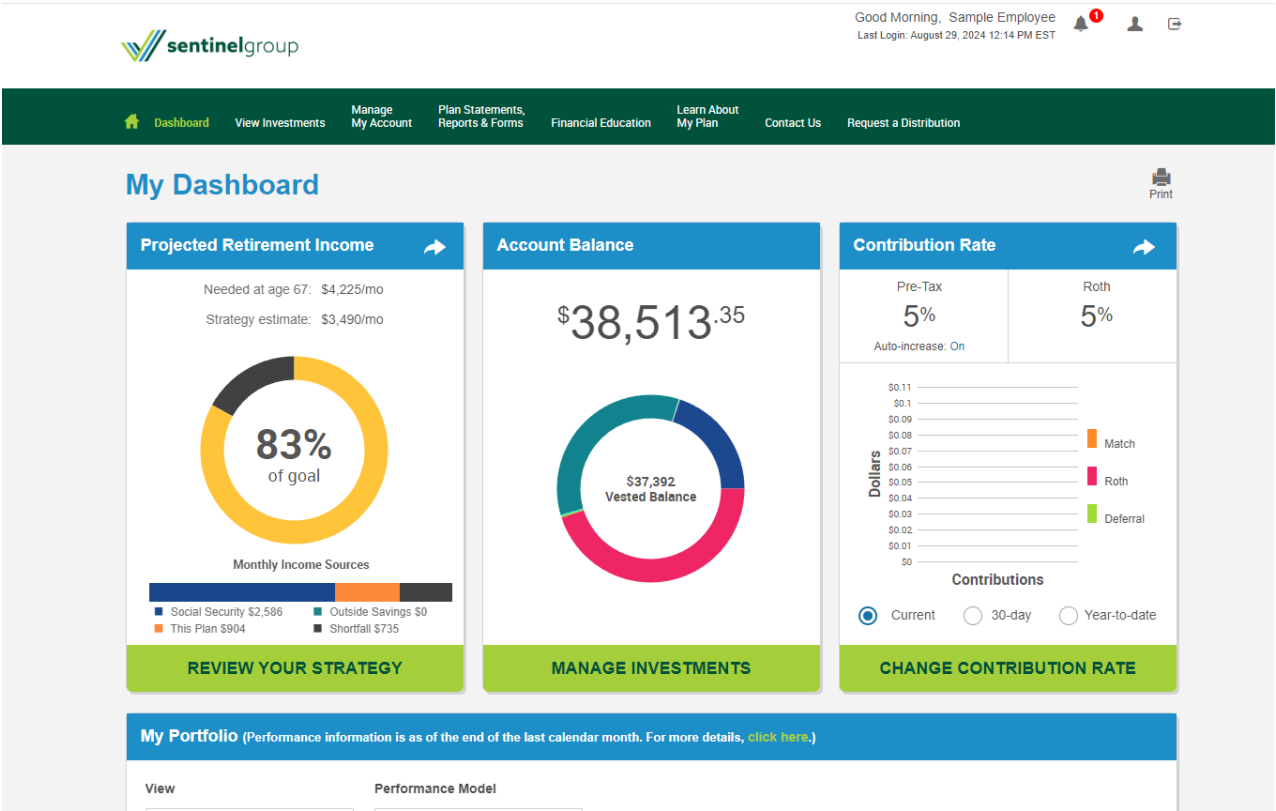 Good Morning, Sample Employee
1
Last Login: August 29, 2024 12:14 PM EST
sentinelgroup
Dashboard
View Investments
Manage
My Account
Plan Statements,
Reports & Forms
Financial Education
Learn About
My Plan
Contact Us
Request a Distribution
My Dashboard
Print
Projected Retirement Income
Needed at age 67: $4,225/mo
Strategy estimate: $3,490/mo
83%
of goal
Monthly Income Sources
Social Security $2,586
Outside Savings $0
This Plan $904
Shortfall $735
REVIEW YOUR STRATEGY
Account Balance
$38,513.35
$37,392
Vested Balance
MANAGE INVESTMENTS
Contribution Rate
Pre-Tax
5%
Auto-increase: On
Roth
5%
Dollars
$0.11
$0.1
$0.09
$0.08
$0.07
$0.06
$0.05
$0.04
$0.03
$0.02
$0.01
$0
Contributions
Match
Roth
Deferral
Current
30-day
Year-to-date
CHANGE CONTRIBUTION RATE
My Portfolio (Performance information is as of the end of the last calendar month. For more details, click here.)
View
Performance Model